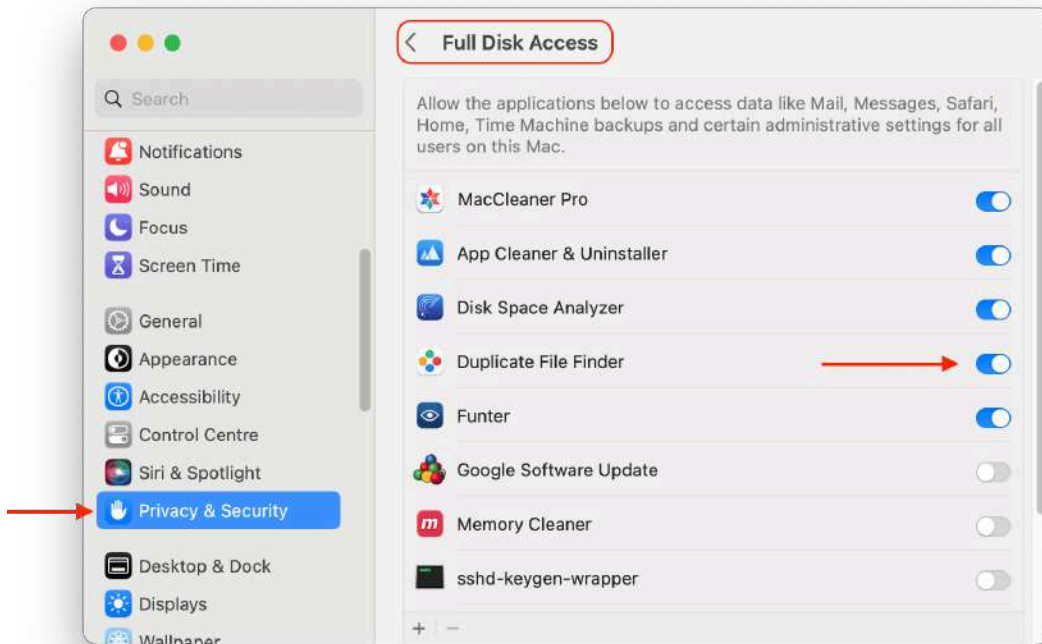 Full Disk Access
Search
Notifications
Sound
Focus
Screen Time
General
Appearance
Accessibility
Control Centre
Siri & Spotlight
Privacy & Security
Desktop & Dock
Displays
Wallpaper
Allow the applications below to access data like Mail, Messages, Safari,
Home, Time Machine backups and certain administrative settings for all
users on this Mac.
MacCleaner Pro
App Cleaner & Uninstaller
Disk Space Analyzer
Duplicate File Finder
Funter
Google Software Update
m Memory Cleaner
sshd-keygen-wrapper